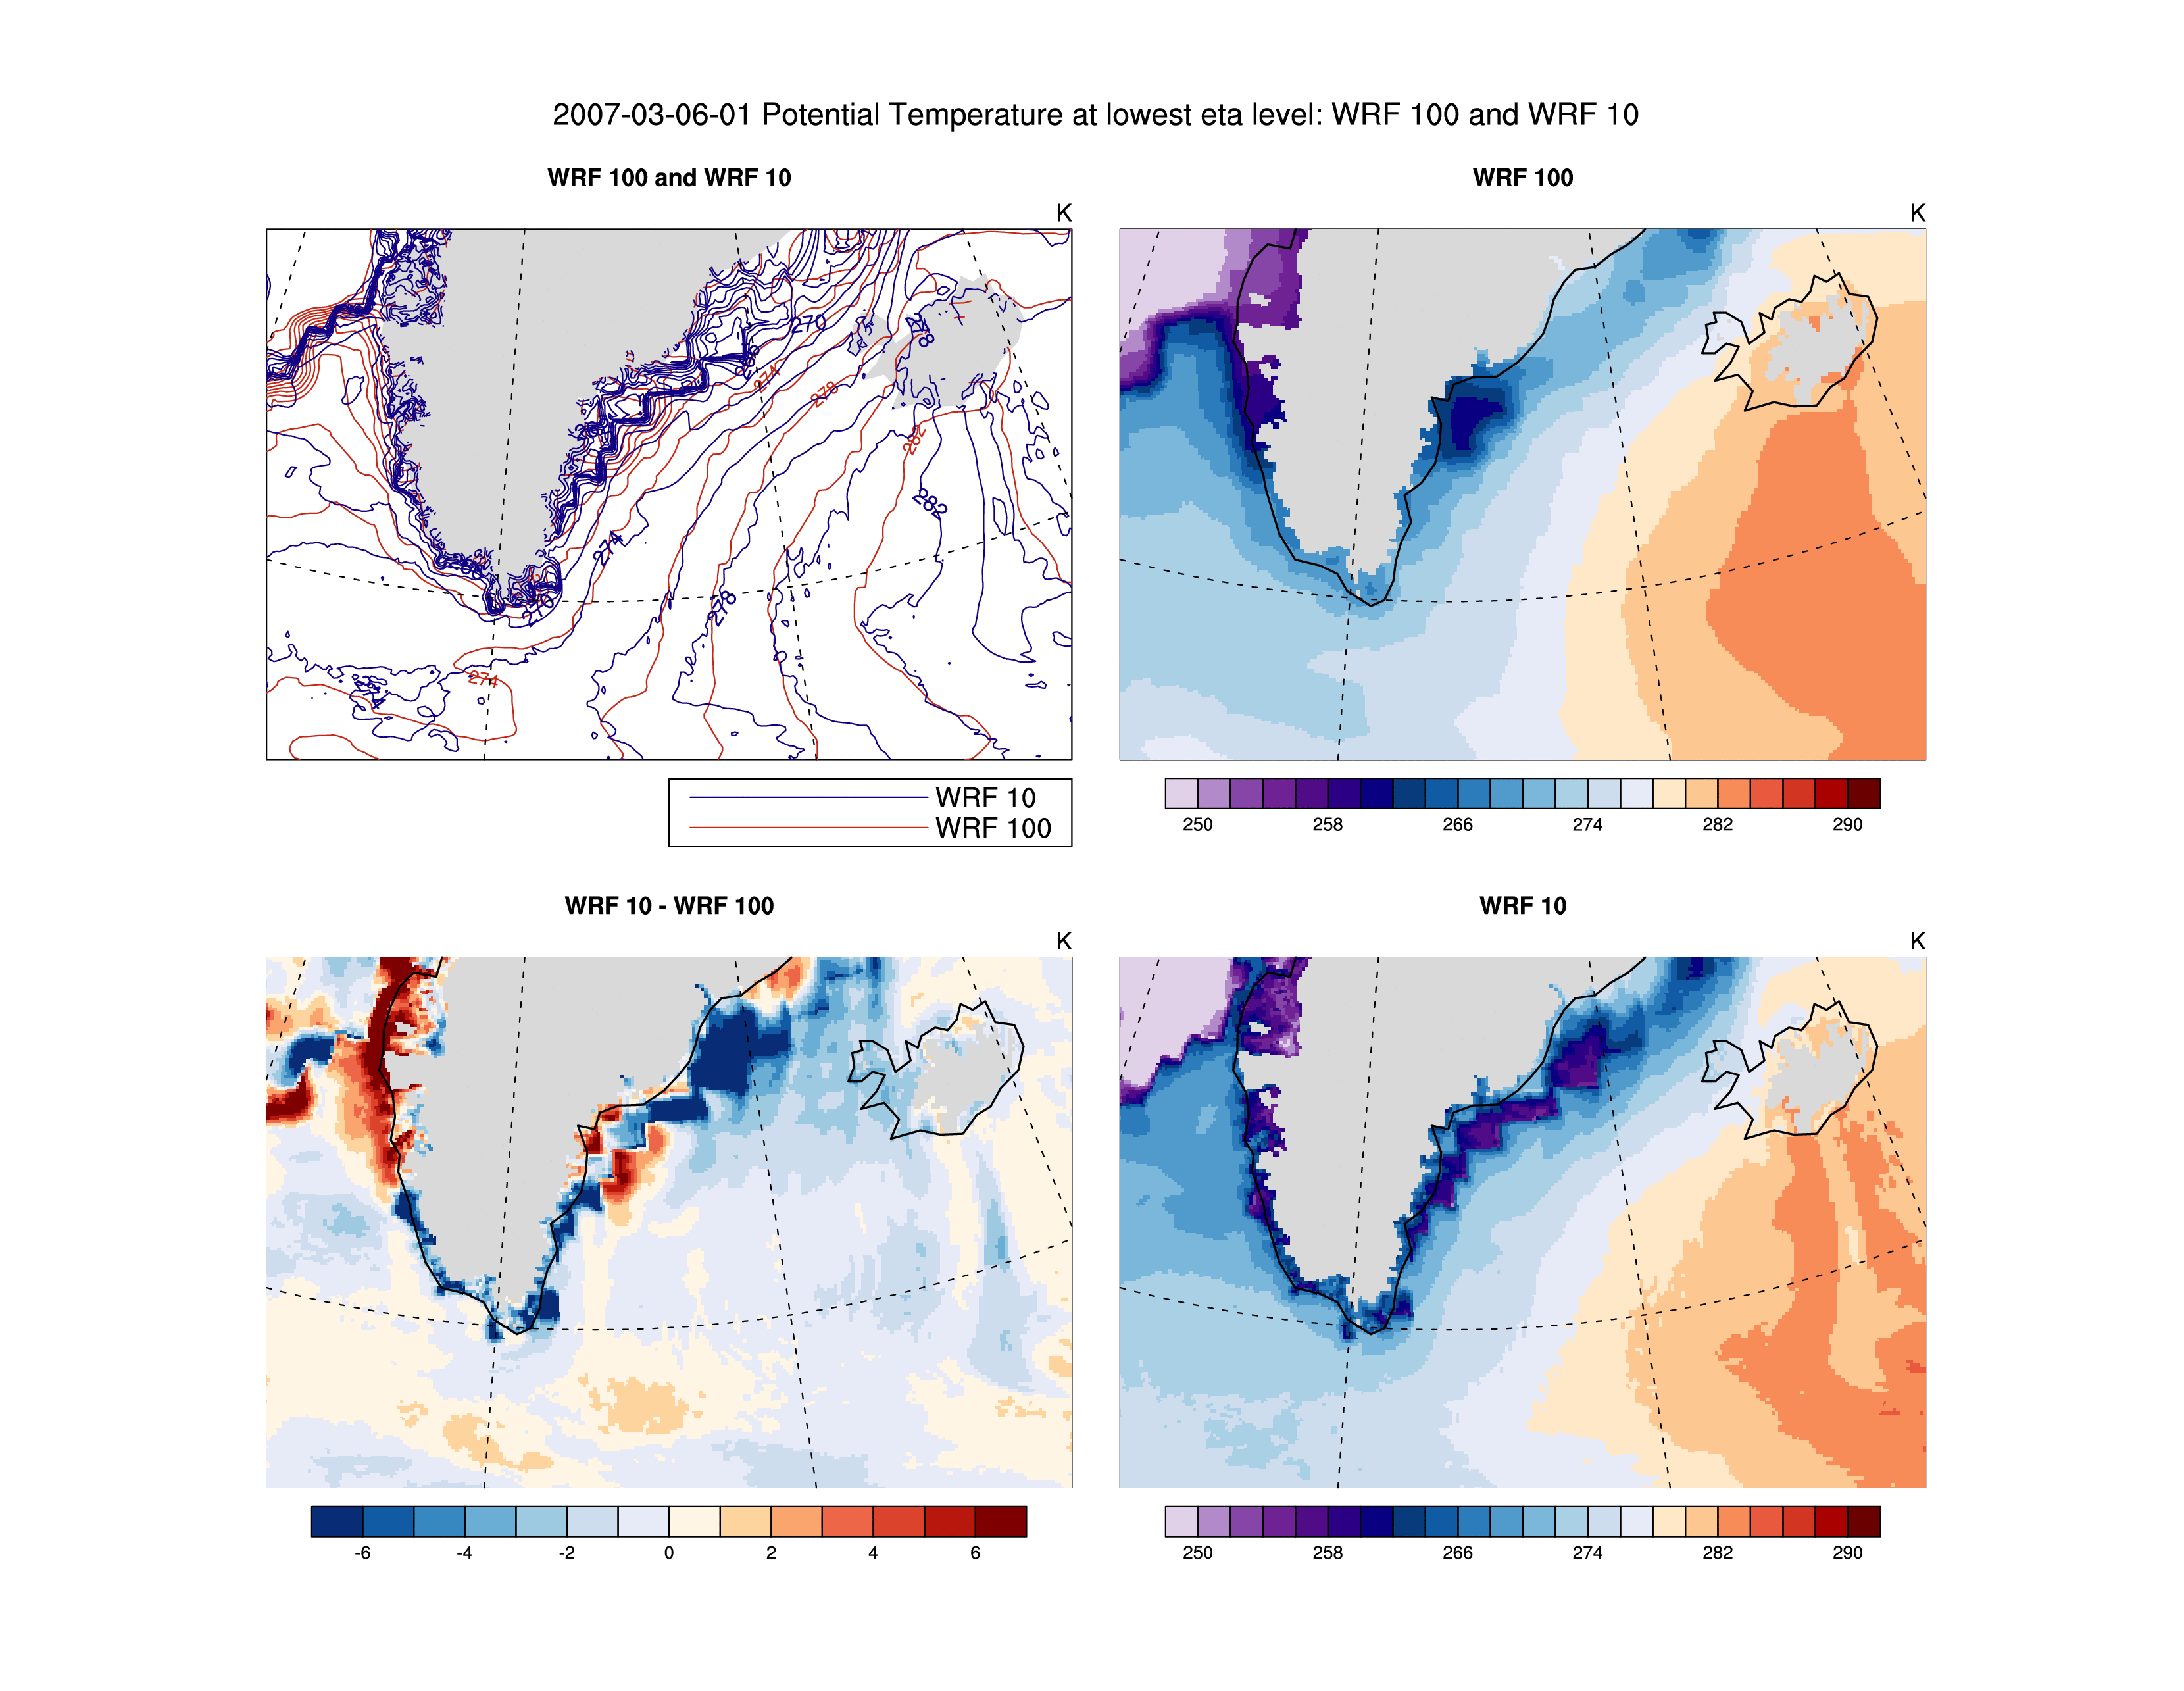 2007-03-06-01 Potential Temperature at lowest eta level: WRF 100 and WRF 10
WRF 100 and WRF 10
K
270
278
274
278
282
282
274
278
270
274
WRF 10
WRF 100
WRF 100
K
250 258 266 274 282 290
WRF 10 - WRF 100
K
-6 -4 -2 0 2 4 6
WRF 10
K
250 258 266 274 282 290